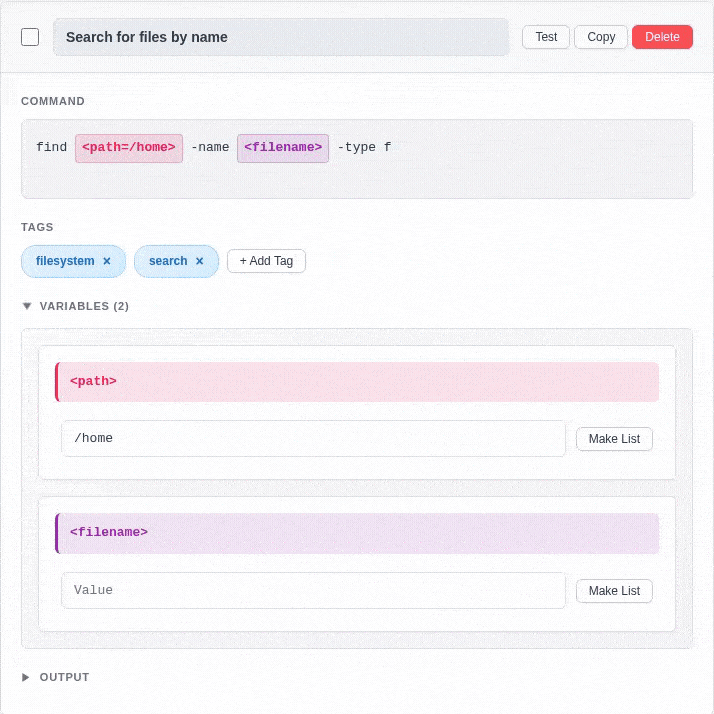 Search for files by name Test Copy Delete
COMMAND
find <path=/home> -name <filename> -type f
TAGS
filesystem × search × + Add Tag
▼ VARIABLES (2)
<path>
/home Make List
<filename>
Value Make List
▶ OUTPUT